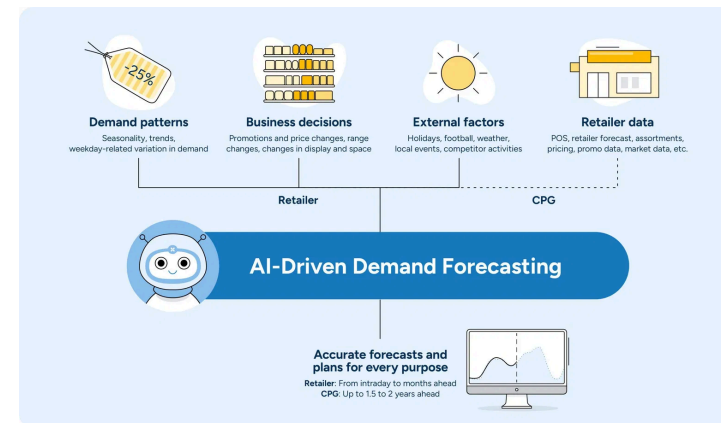 -25%
Demand patterns
Seasonality, trends,
weekday-related variation in demand
Business decisions
Promotions and price changes, range
changes, changes in display and space
External factors
Holidays, football, weather,
local events, competitor activities
Retailer data
POS, retailer forecast, assortments,
pricing, promo data, market data, etc.
Retailer
CPG
AI-Driven Demand Forecasting
Accurate forecasts and
plans for every purpose
Retailer: From intraday to months ahead
CPG: Up to 1.5 to 2 years ahead